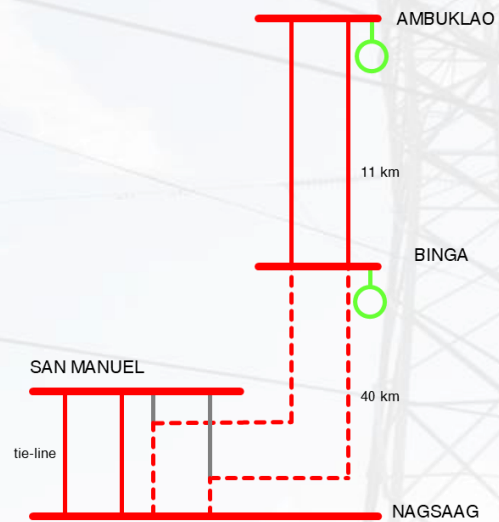 AMBUKLAO
11 km
BINGA
SAN MANUEL
40 km
tie-line
NAGSAAG